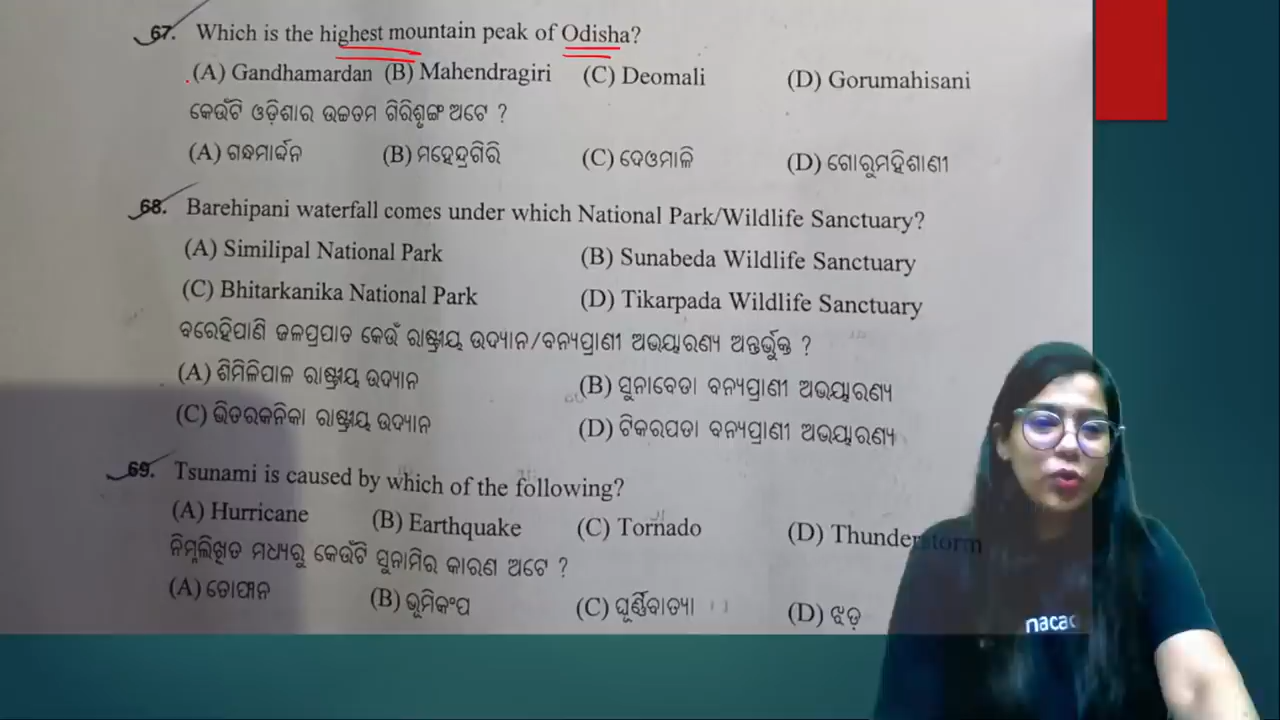 67. Which is the highest mountain peak of Odisha?
(A) Gandhamardan (B) Mahendragiri (C) Deomali (D) Gorumahisani
କେଉଁଟି ଓଡ଼ିଶାର ଉଚ୍ଚତମ ଗିରିଶୃଙ୍ଗ ଅଟେ ?
(A) ଗନ୍ଧମାର୍ଦ୍ଦନ (B) ମହେନ୍ଦ୍ରଗିରି (C) ଦେଓମାଳି (D) ଗୋରୁମହିଶାଣୀ
68. Barehipani waterfall comes under which National Park/Wildlife Sanctuary?
(A) Similipal National Park (B) Sunabeda Wildlife Sanctuary
(C) Bhitarkanika National Park (D) Tikarpada Wildlife Sanctuary
ବରେହିପାଣି ଜଳପ୍ରପାତ କେଉଁ ରାଷ୍ଟ୍ରୀୟ ଉଦ୍ୟାନ/ବନ୍ୟପ୍ରାଣୀ ଅଭୟାରଣ୍ୟ ଅନ୍ତର୍ଭୁକ୍ତ ?
(A) ଶିମିଳିପାଳ ରାଷ୍ଟ୍ରୀୟ ଉଦ୍ୟାନ (B) ସୁନାବେଡା ବନ୍ୟପ୍ରାଣୀ ଅଭୟାରଣ୍ୟ
(C) ଭିତରକନିକା ରାଷ୍ଟ୍ରୀୟ ଉଦ୍ୟାନ (D) ଟିକରପଡା ବନ୍ୟପ୍ରାଣୀ ଅଭୟାରଣ୍ୟ
69. Tsunami is caused by which of the following?
(A) Hurricane (B) Earthquake (C) Tornado (D) Thunderstorm
ନିମ୍ନଲିଖିତ ମଧ୍ୟରୁ କେଉଁଟି ସୁନାମିର କାରଣ ଅଟେ ?
(A) ତୋଫାନ (B) ଭୂମିକଂପ (C) ଘୂର୍ଣ୍ଣିବାତ୍ୟା (D) ଝଡ଼
nacac